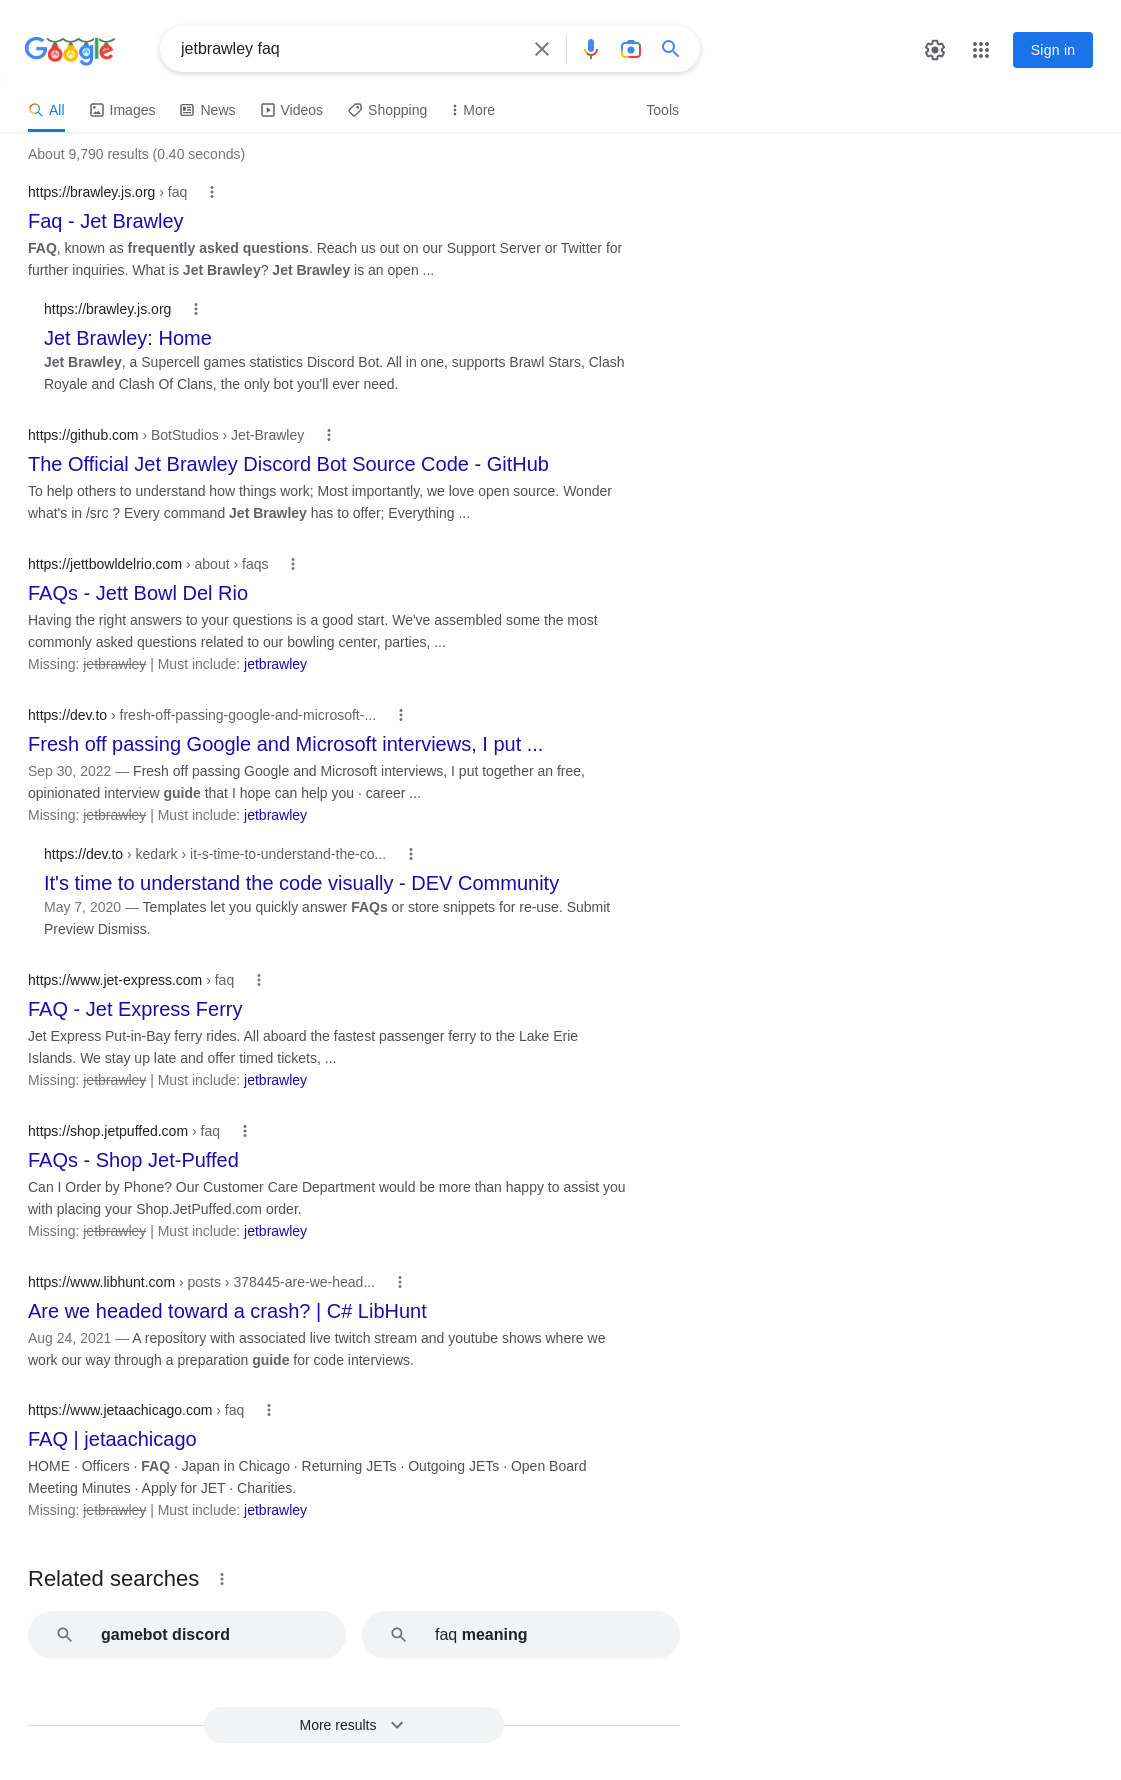 Google
jetbrawley faq
Sign in
All
Images
News
Videos
Shopping
More
Tools
About 9,790 results (0.40 seconds)
https://brawley.js.org › faq
Faq - Jet Brawley
FAQ, known as frequently asked questions. Reach us out on our Support Server or Twitter for
further inquiries. What is Jet Brawley? Jet Brawley is an open ...
https://brawley.js.org
Jet Brawley: Home
Jet Brawley, a Supercell games statistics Discord Bot. All in one, supports Brawl Stars, Clash
Royale and Clash Of Clans, the only bot you'll ever need.
https://github.com › BotStudios › Jet-Brawley
The Official Jet Brawley Discord Bot Source Code - GitHub
To help others to understand how things work; Most importantly, we love open source. Wonder
what's in /src ? Every command Jet Brawley has to offer; Everything ...
https://jettbowldelrio.com › about › faqs
FAQs - Jett Bowl Del Rio
Having the right answers to your questions is a good start. We've assembled some the most
commonly asked questions related to our bowling center, parties, ...
Missing: jetbrawley | Must include: jetbrawley
https://dev.to › fresh-off-passing-google-and-microsoft-...
Fresh off passing Google and Microsoft interviews, I put ...
Sep 30, 2022 — Fresh off passing Google and Microsoft interviews, I put together an free,
opinionated interview guide that I hope can help you · career ...
Missing: jetbrawley | Must include: jetbrawley
https://dev.to › kedark › it-s-time-to-understand-the-co...
It's time to understand the code visually - DEV Community
May 7, 2020 — Templates let you quickly answer FAQs or store snippets for re-use. Submit
Preview Dismiss.
https://www.jet-express.com › faq
FAQ - Jet Express Ferry
Jet Express Put-in-Bay ferry rides. All aboard the fastest passenger ferry to the Lake Erie
Islands. We stay up late and offer timed tickets, ...
Missing: jetbrawley | Must include: jetbrawley
https://shop.jetpuffed.com › faq
FAQs - Shop Jet-Puffed
Can I Order by Phone? Our Customer Care Department would be more than happy to assist you
with placing your Shop.JetPuffed.com order.
Missing: jetbrawley | Must include: jetbrawley
https://www.libhunt.com › posts › 378445-are-we-head...
Are we headed toward a crash? | C# LibHunt
Aug 24, 2021 — A repository with associated live twitch stream and youtube shows where we
work our way through a preparation guide for code interviews.
https://www.jetaachicago.com › faq
FAQ | jetaachicago
HOME · Officers · FAQ · Japan in Chicago · Returning JETs · Outgoing JETs · Open Board
Meeting Minutes · Apply for JET · Charities.
Missing: jetbrawley | Must include: jetbrawley
Related searches
gamebot discord
faq meaning
More results